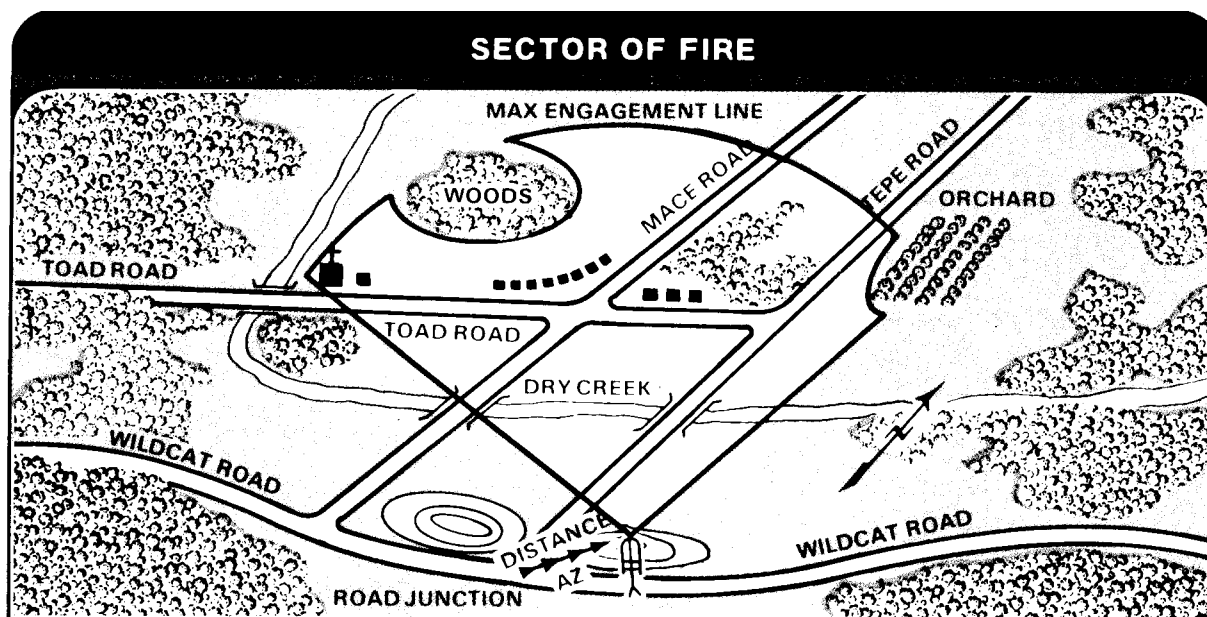 SECTOR OF FIRE
MAX ENGAGEMENT LINE
WOODS
MACE ROAD
TEPE ROAD
ORCHARD
TOAD ROAD
TOAD ROAD
DRY CREEK
N
WILDCAT ROAD
DISTANCE
AZ
WILDCAT ROAD
ROAD JUNCTION